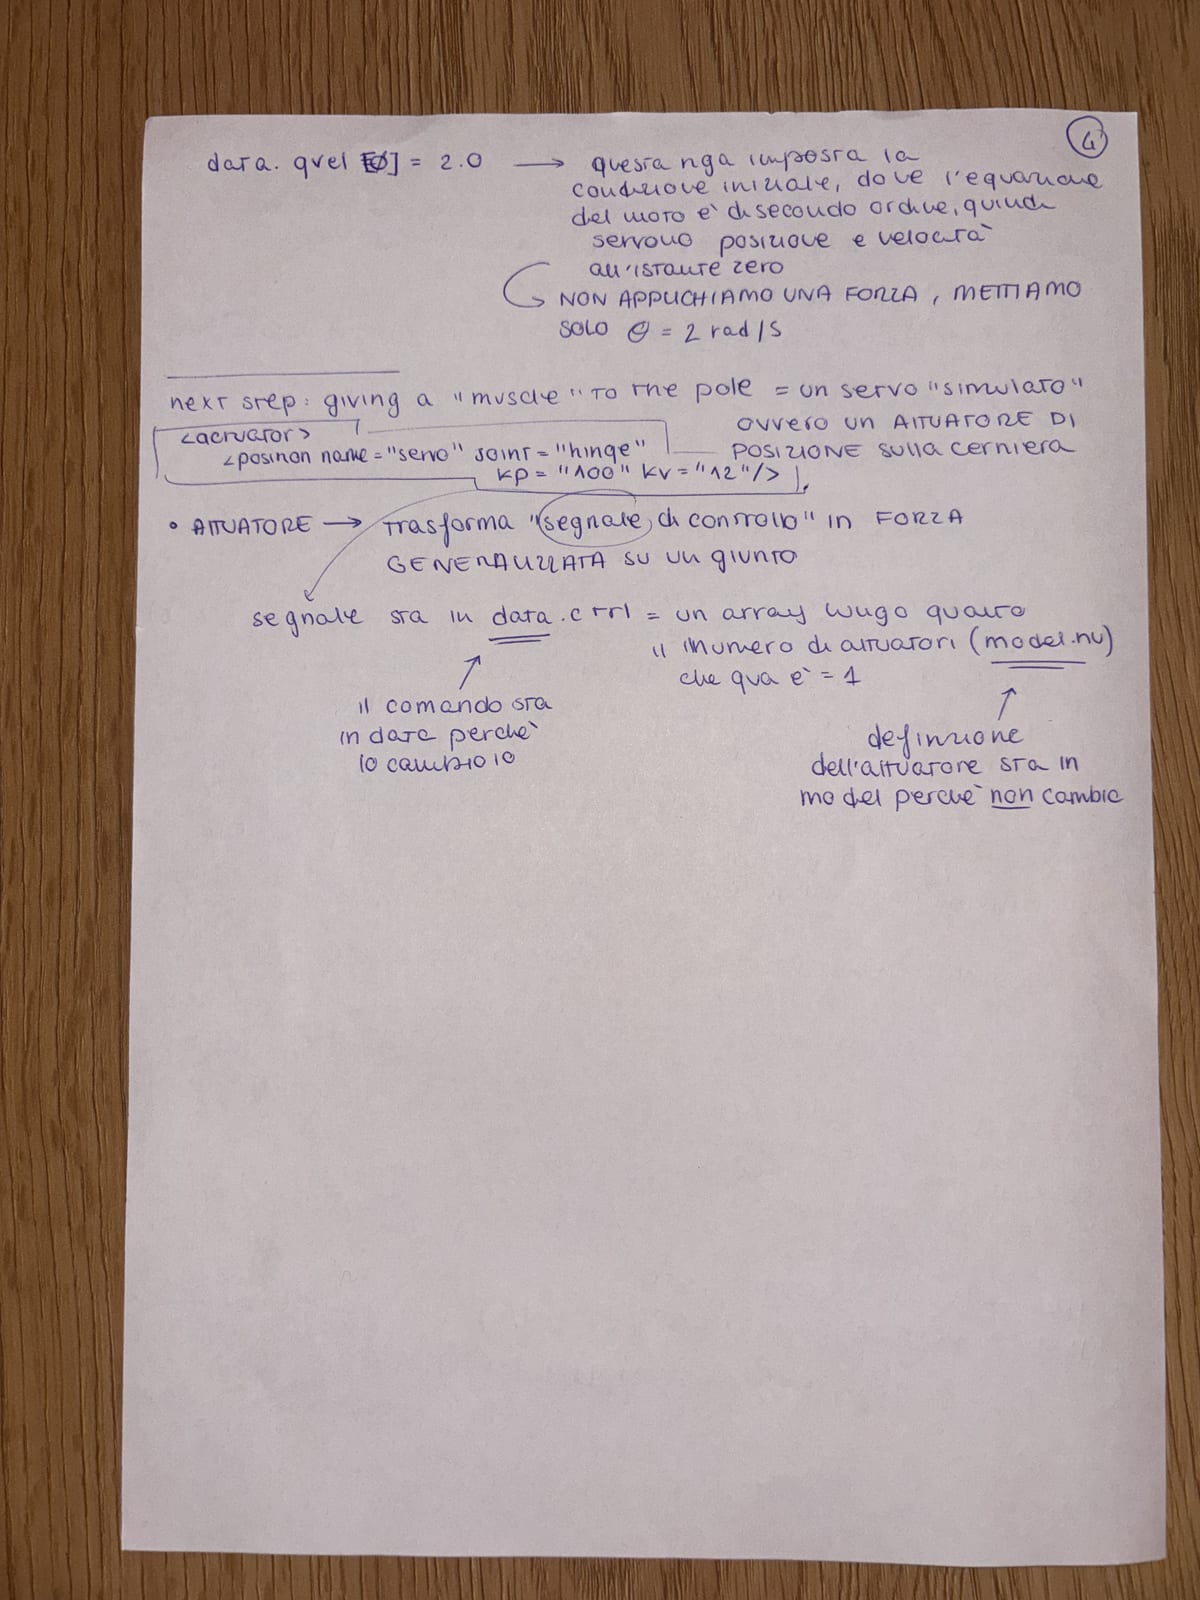 4
data. qvel [0] = 2.0 → questa riga imposta la
condizione iniziale, dove l'equazione
del moto è di secondo ordine, quindi
servono posizione e velocità
all'istante zero
NON APPLICHIAMO UNA FORZA, METTIAMO
SOLO θ = 2 rad/s
next step: giving a "muscle" to the pole = un servo "simulato"
ovvero un ATTUATORE DI
POSIZIONE sulla cerniera
<actuator>
<position name="servo" joint="hinge"
kp = "100" kv = "12"/>
• ATTUATORE → trasforma "segnale di controllo" in FORZA
GENERALIZZATA su un giunto
segnale sta in data.ctrl = un array lungo quanto
il numero di attuatori (model.nu)
che qua è = 1
il comando sta
in data perchè
lo cambio io
definizione
dell'attuatore sta in
model perchè non cambia